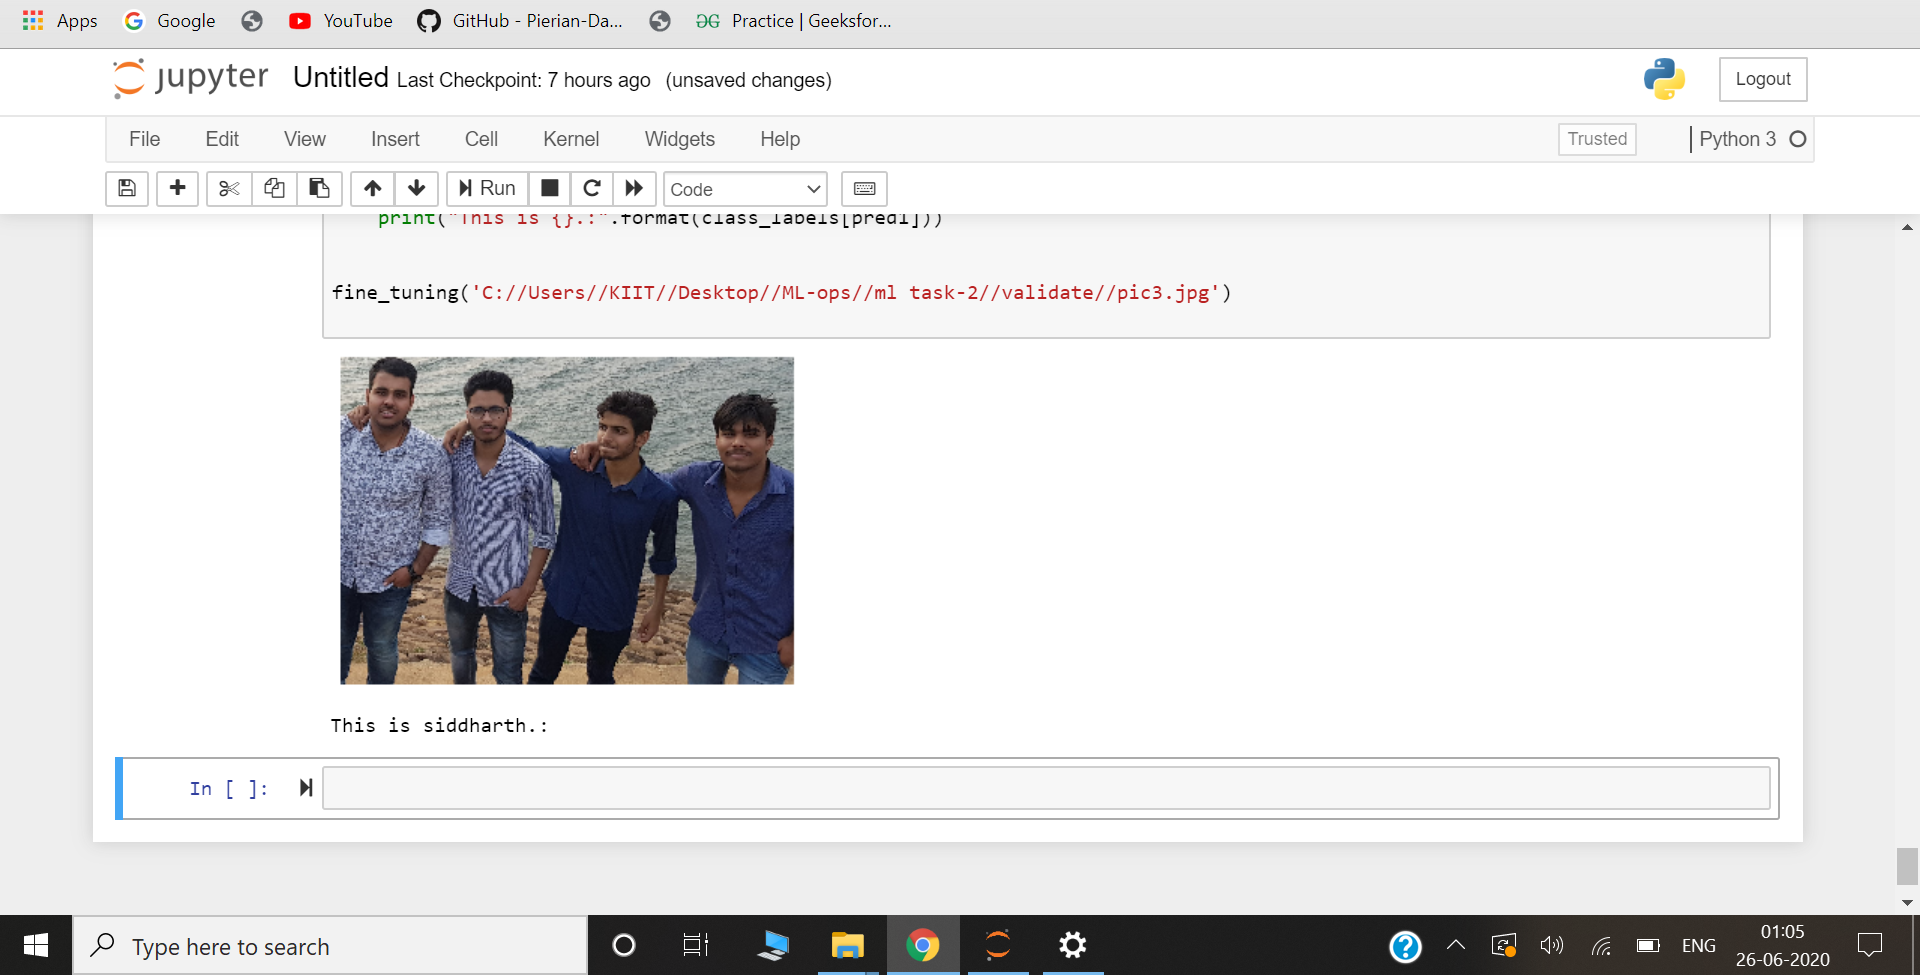 Apps Google YouTube GitHub - Pierian-Da... Practice | Geeksfor...
jupyter Untitled Last Checkpoint: 7 hours ago (unsaved changes) Logout
File Edit View Insert Cell Kernel Widgets Help Trusted Python 3
Run Code
print("This is {}.:".format(class_labels[pred1]))
fine_tuning('C://Users//KIIT//Desktop//ML-ops//ml task-2//validate//pic3.jpg')
This is siddharth.:
In [ ]:
Type here to search ENG 01:05
26-06-2020